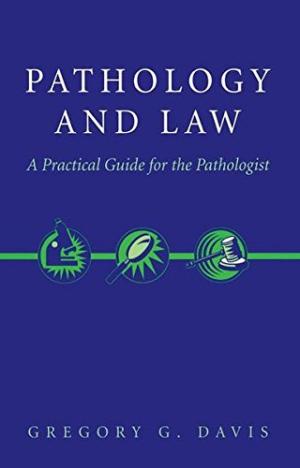 PATHOLOGY
AND LAW
A Practical Guide for the Pathologist
GREGORY G. DAVIS